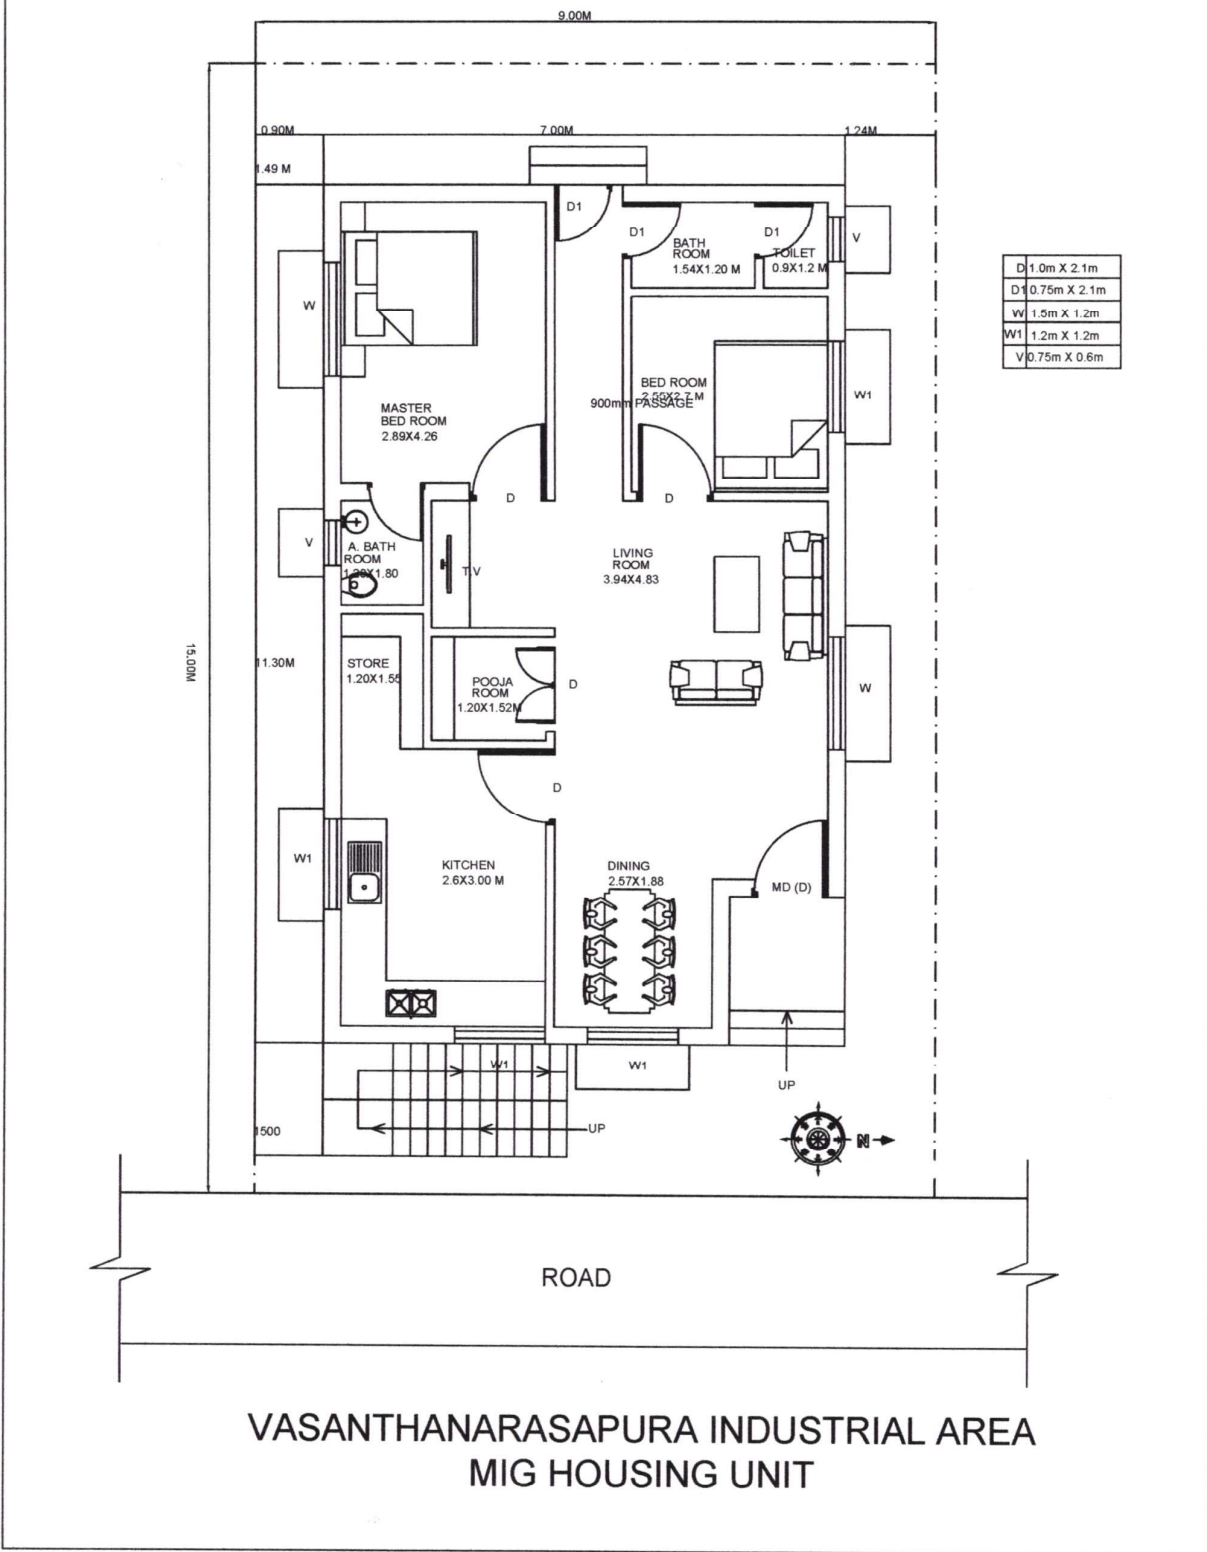 9.00M
0.90M
7.00M
1.24M
1.49 M
D1
D1
BATH
ROOM
1.54X1.20 M
D1
TOILET
0.9X1.2 M
V
D 1.0m X 2.1m
D1 0.75m X 2.1m
W 1.5m X 1.2m
W1 1.2m X 1.2m
V 0.75m X 0.6m
W
BED ROOM
900mm PASSAGE
W1
MASTER
BED ROOM
2.89X4.26
D
D
V
A. BATH
ROOM
T.V
LIVING
ROOM
3.94X4.83
15.00M
11.30M
STORE
1.20X1.55
POOJA
ROOM
1.20X1.52M
D
W
D
W1
KITCHEN
2.6X3.00 M
DINING
2.57X1.88
MD (D)
W1
W1
UP
UP
1500
N
ROAD
VASANTHANARASAPURA INDUSTRIAL AREA
MIG HOUSING UNIT